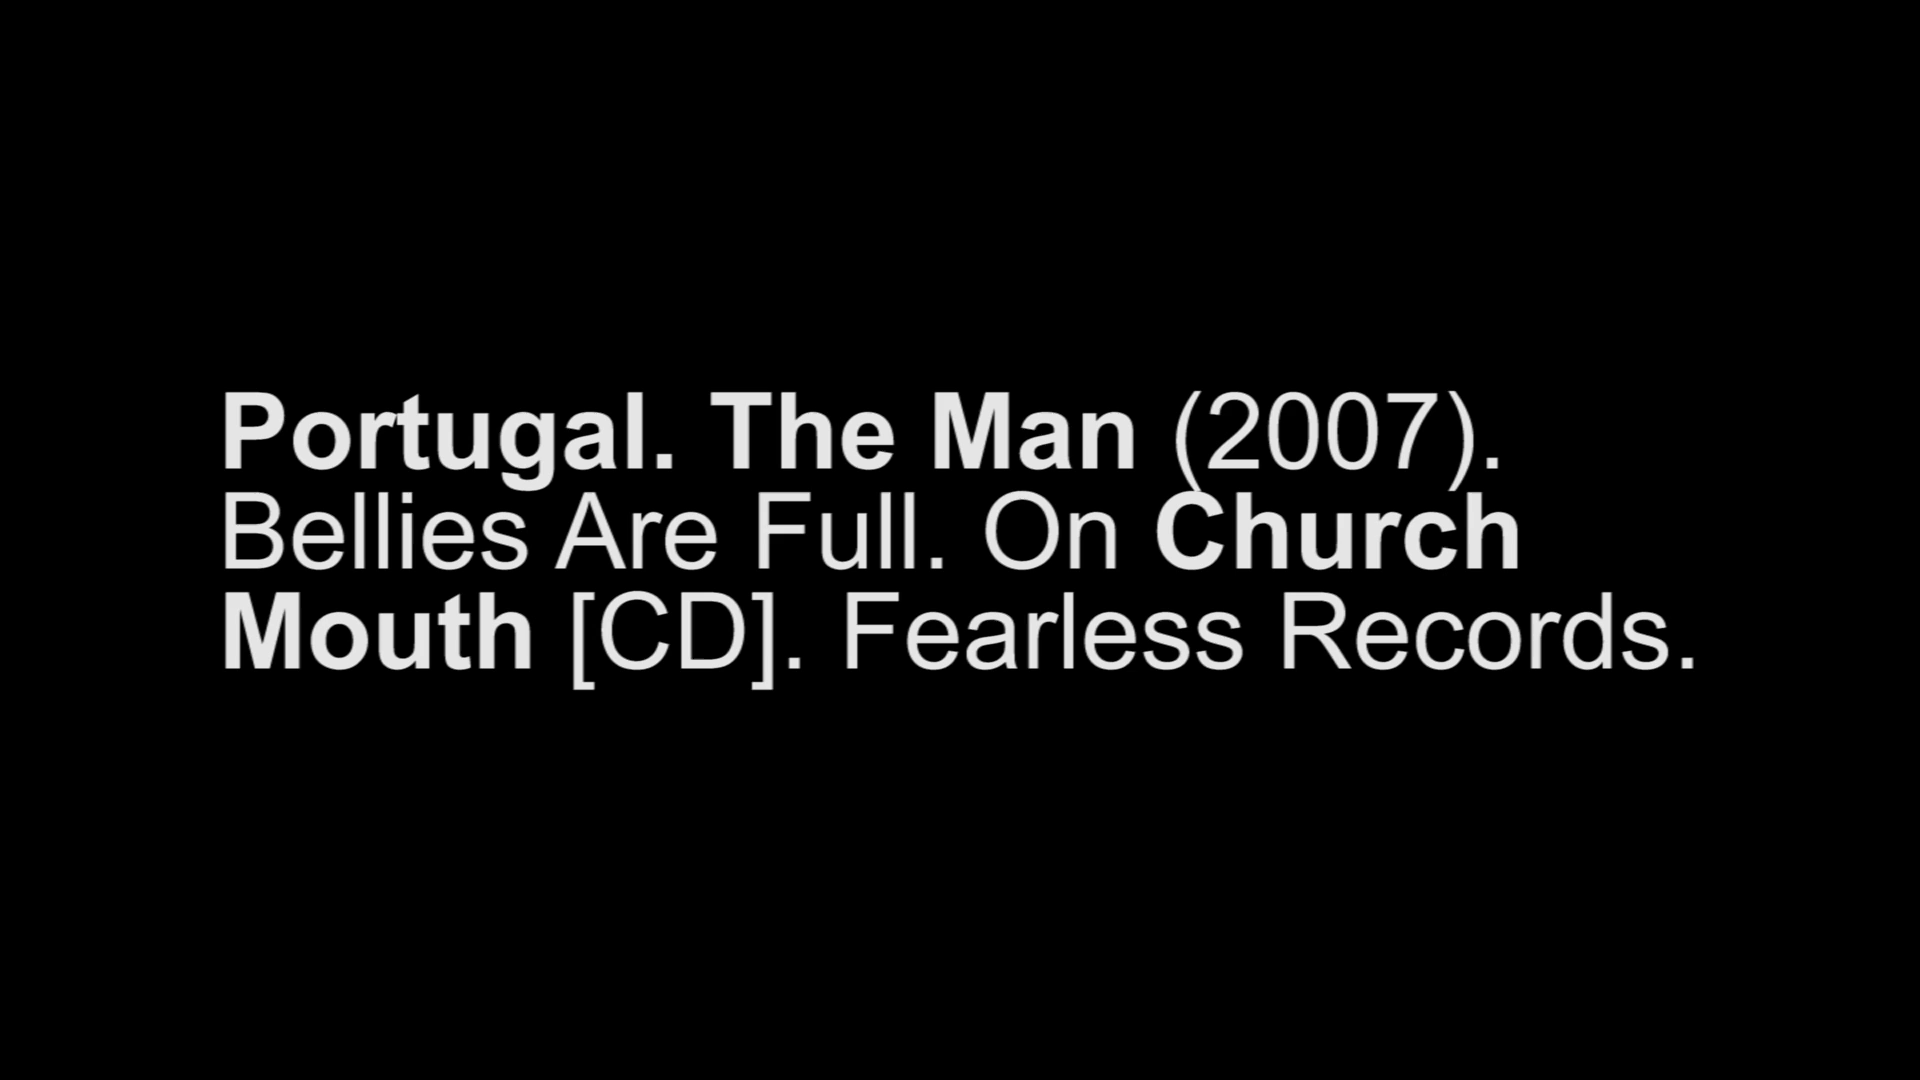 Portugal. The Man (2007).
Bellies Are Full. On Church
Mouth [CD]. Fearless Records.